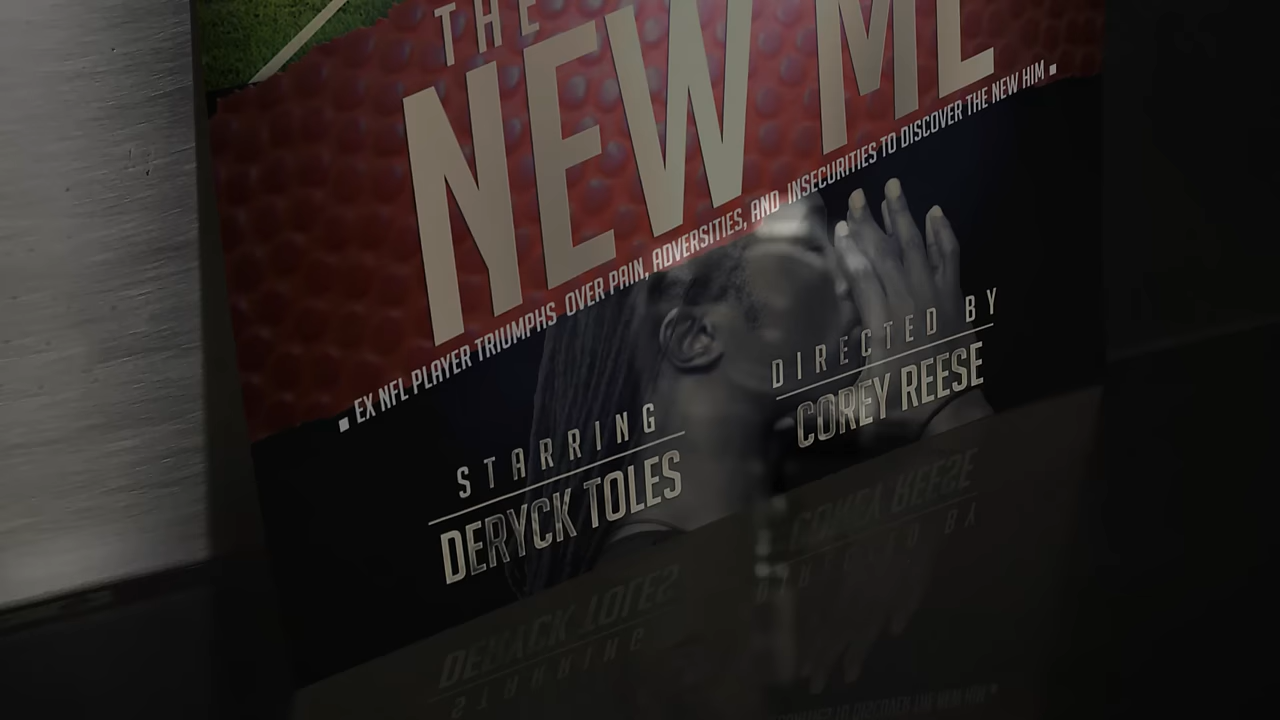 THE
NEW ME
▪ EX NFL PLAYER TRIUMPHS OVER PAIN, ADVERSITIES, AND INSECURITIES TO DISCOVER THE NEW HIM ▪
STARRING
DERYCK TOLES
DIRECTED BY
COREY REESE